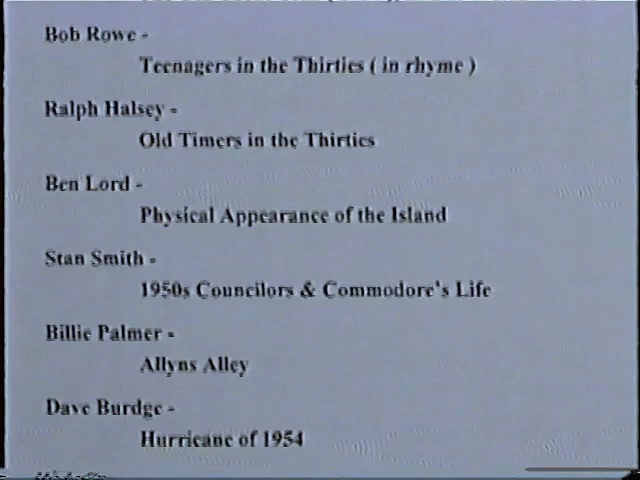 Bob Rowe -
Teenagers in the Thirties ( in rhyme )
Ralph Halsey -
Old Timers in the Thirties
Ben Lord -
Physical Appearance of the Island
Stan Smith -
1950s Councilors & Commodore's Life
Billie Palmer -
Allyns Alley
Dave Burdge -
Hurricane of 1954